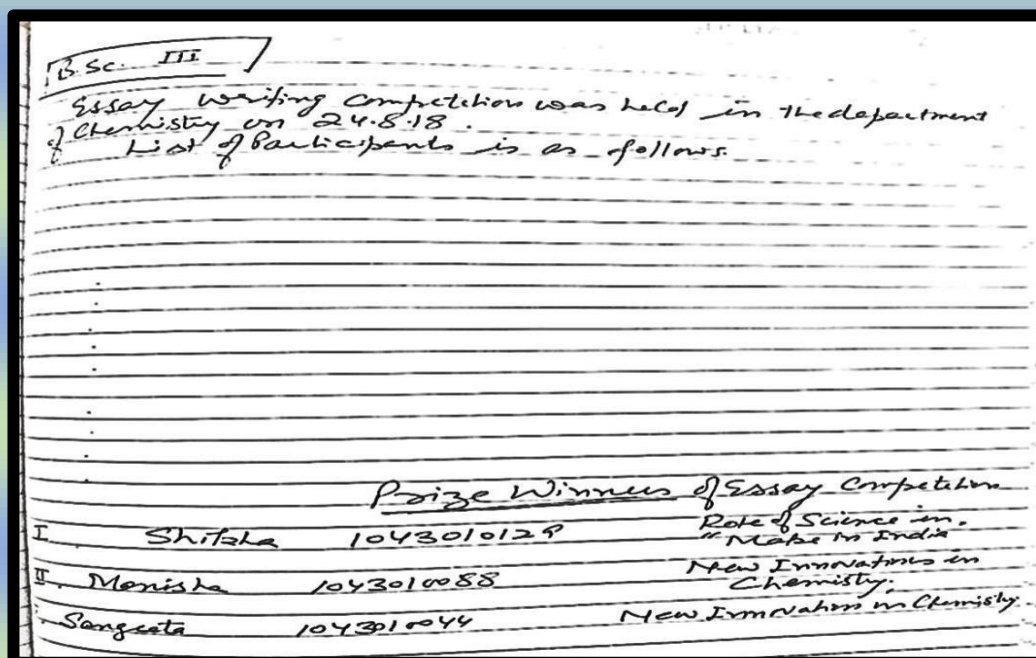 B.Sc. III
Essay Writing Competition was held in the department
of Chemistry on 24.8.18.
List of Participants is as follows.
Prize Winners of Essay Competition
I Shikha 1043010129 Role of Science in "Make in India
II. Manisha 1043010088 New Innovations in Chemistry.
Sangeeta 1043010044 New Innovation in Chemistry.